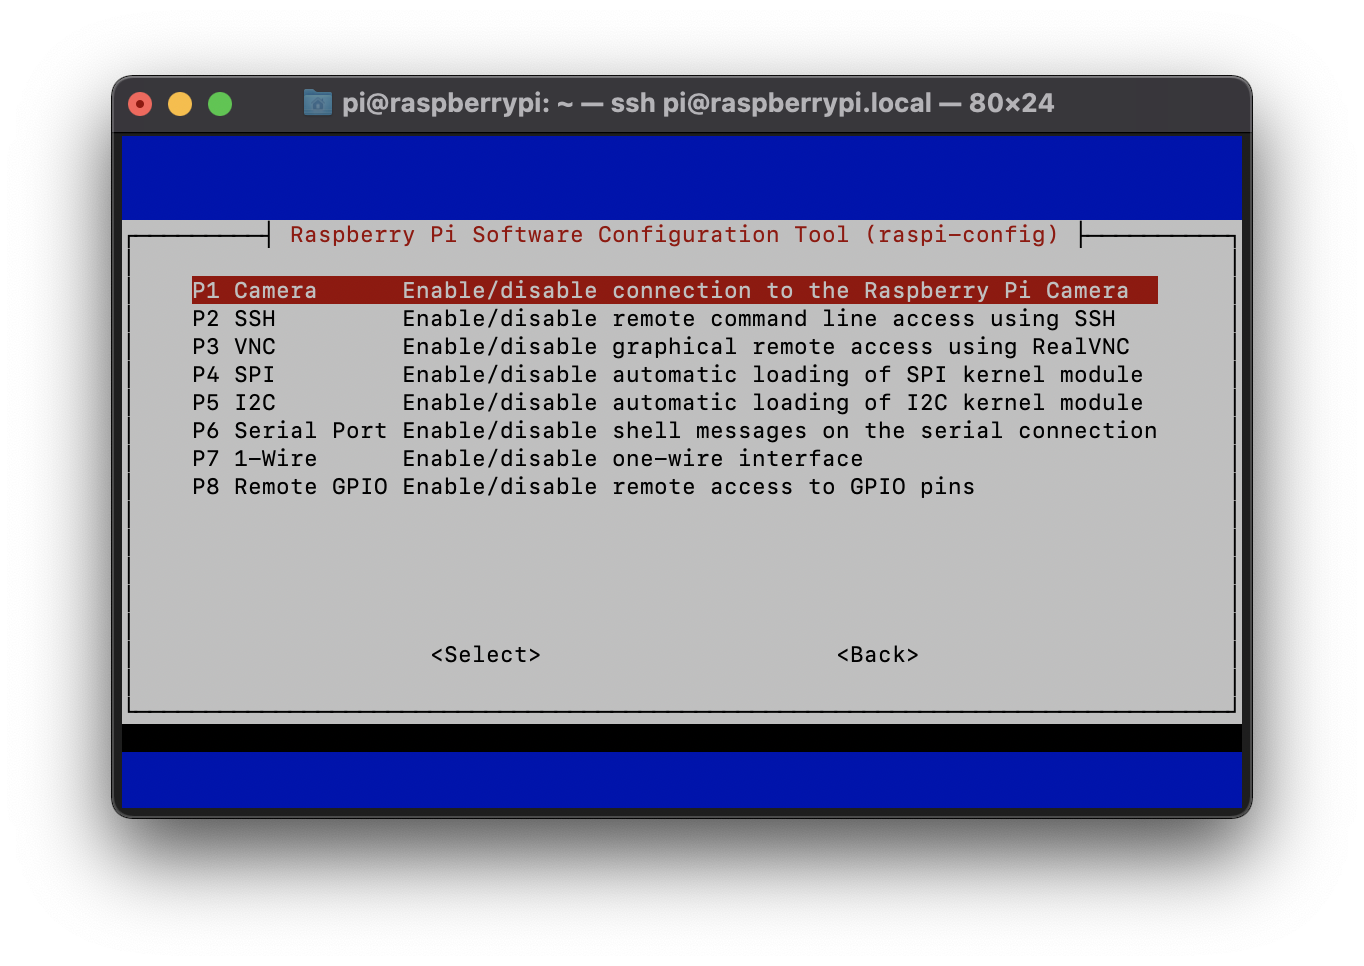 pi@raspberrypi: ~ — ssh pi@raspberrypi.local — 80×24
Raspberry Pi Software Configuration Tool (raspi-config)
P1 Camera      Enable/disable connection to the Raspberry Pi Camera
P2 SSH         Enable/disable remote command line access using SSH
P3 VNC         Enable/disable graphical remote access using RealVNC
P4 SPI         Enable/disable automatic loading of SPI kernel module
P5 I2C         Enable/disable automatic loading of I2C kernel module
P6 Serial Port Enable/disable shell messages on the serial connection
P7 1-Wire      Enable/disable one-wire interface
P8 Remote GPIO Enable/disable remote access to GPIO pins
<Select>                     <Back>